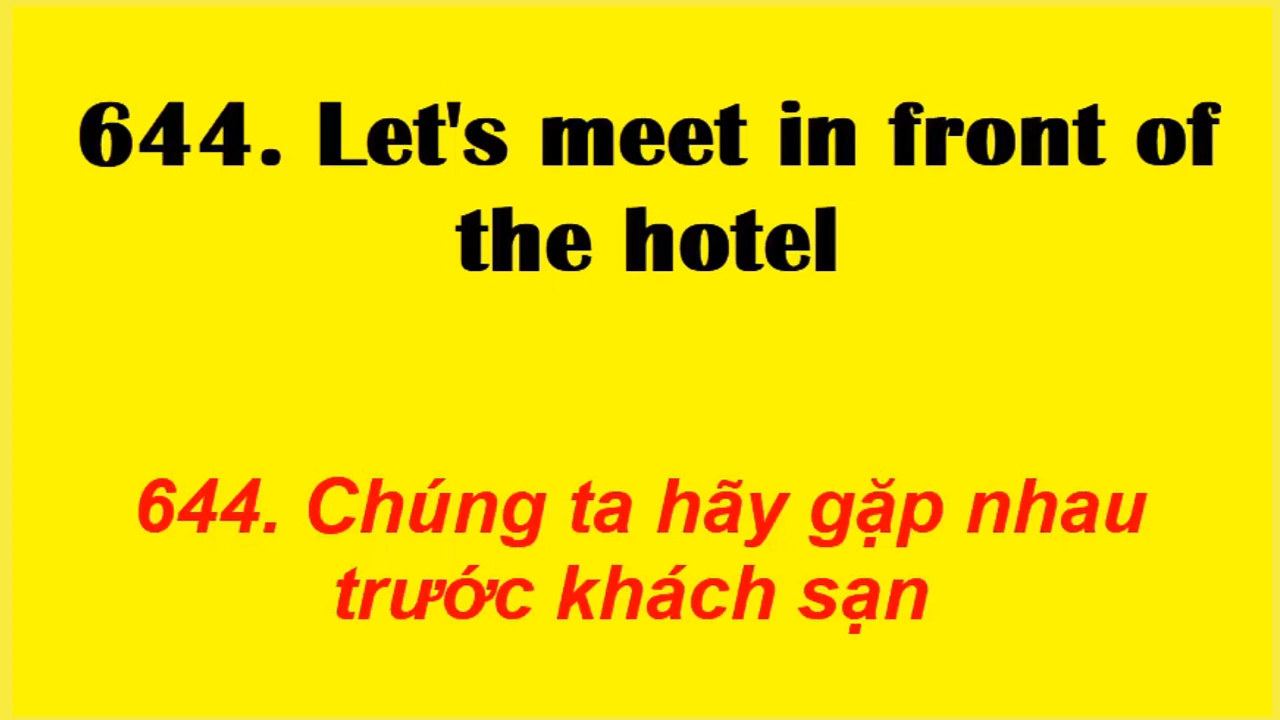 644. Let's meet in front of
the hotel
644. Chúng ta hãy gặp nhau
trước khách sạn